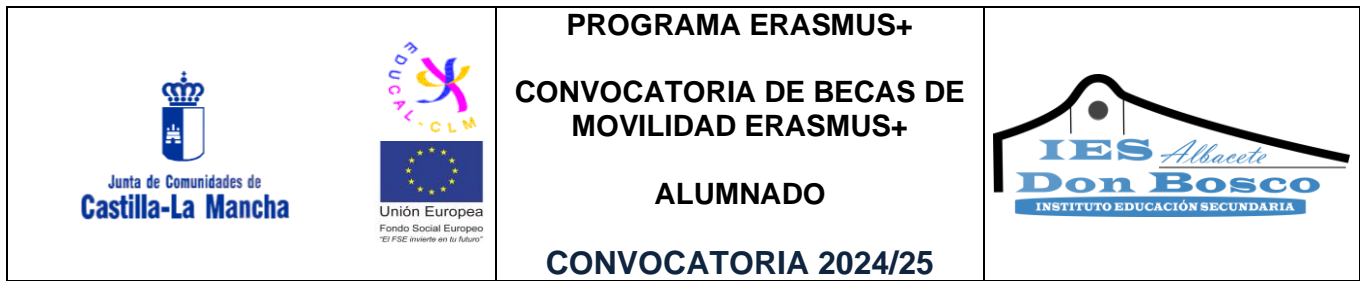 Junta de Comunidades de
Castilla-La Mancha
EDUCAL-CLM
Unión Europea
Fondo Social Europeo
"El FSE invierte en tu futuro"
PROGRAMA ERASMUS+
CONVOCATORIA DE BECAS DE
MOVILIDAD ERASMUS+
ALUMNADO
CONVOCATORIA 2024/25
IES Albacete
Don Bosco
INSTITUTO EDUCACIÓN SECUNDARIA